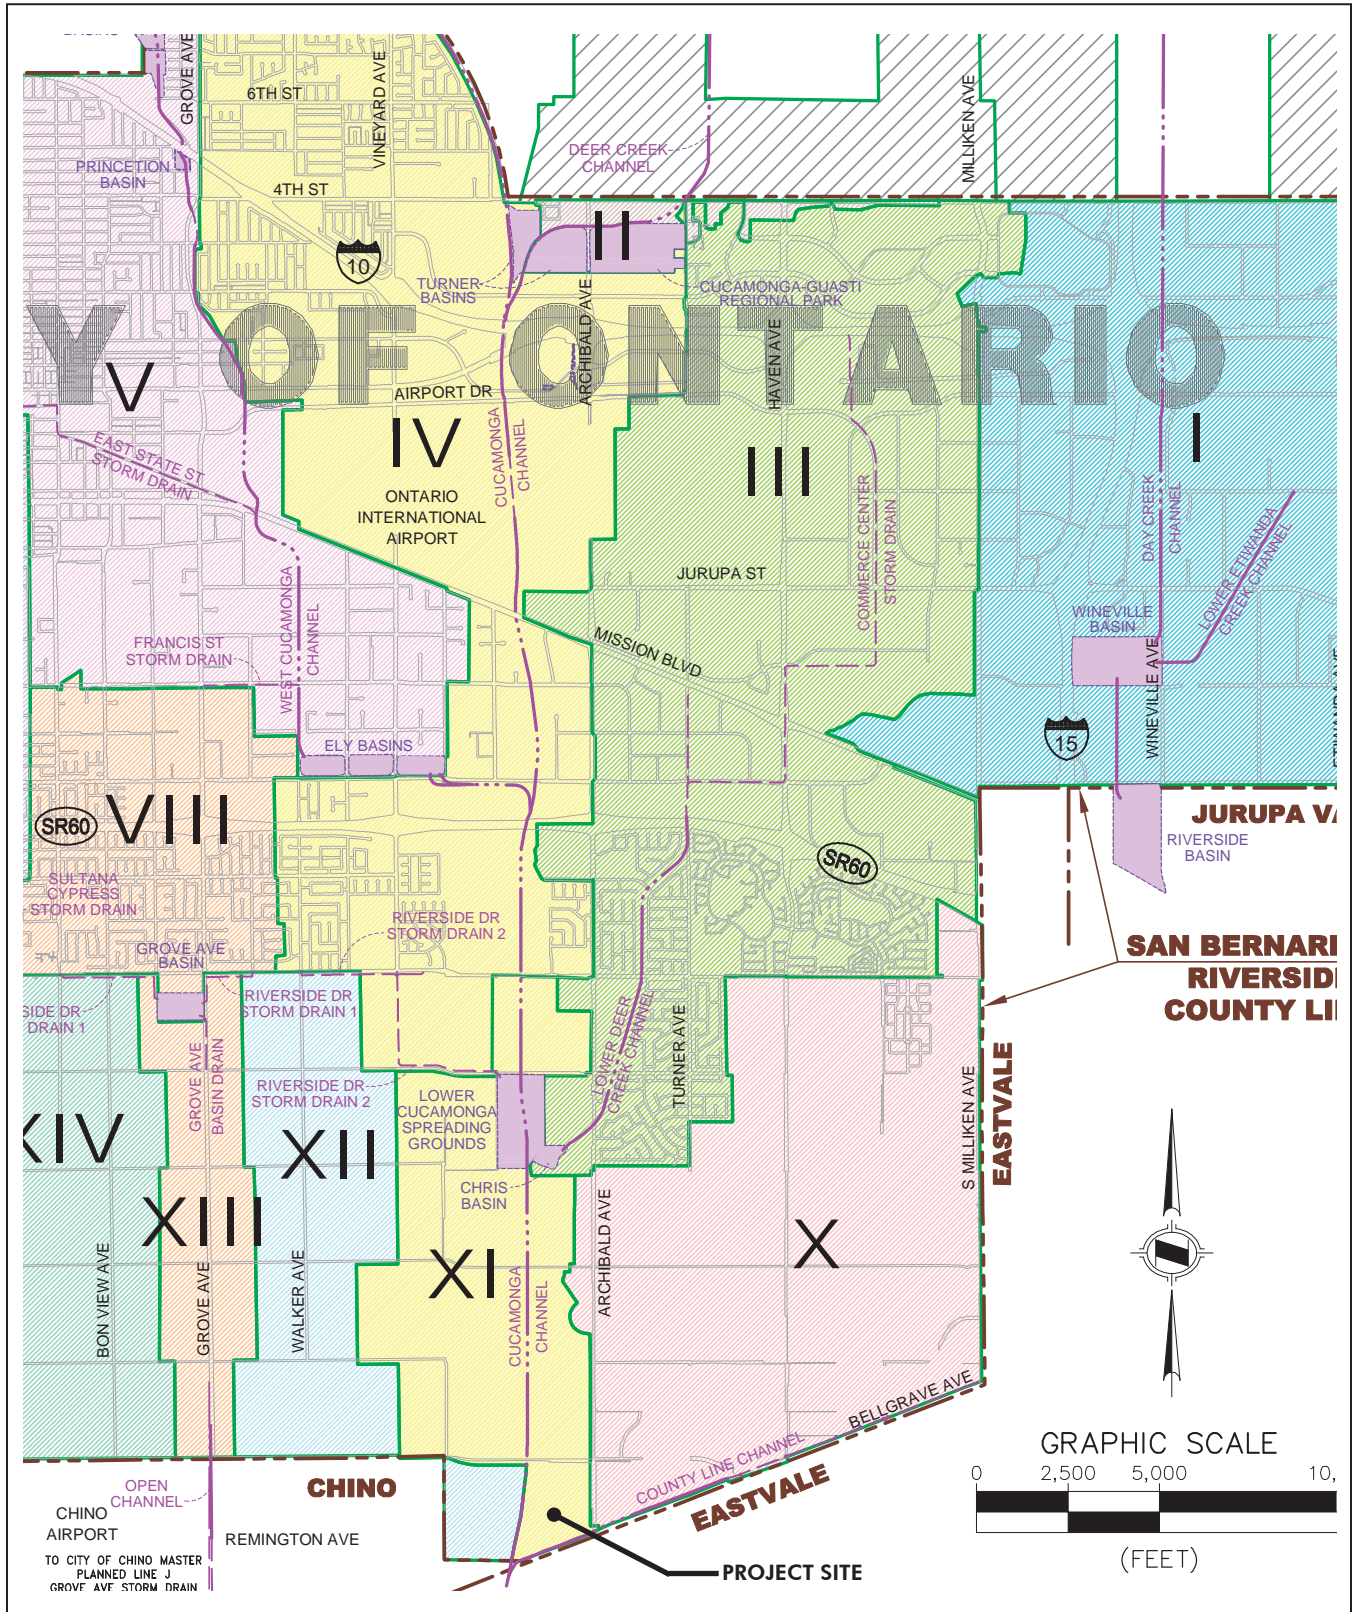 BASINS
GROVE AVE
6TH ST
VINEYARD AVE
MILLIKEN AVE
DEER CREEK
CHANNEL
PRINCETION
BASIN
4TH ST
II
10
TURNER
BASINS
ARCHIBALD AVE
CUCAMONGA-GUASTI
REGIONAL PARK
Y OF ONTARIO
HAVEN AVE
V
AIRPORT DR
IV
CUCAMONGA
CHANNEL
III
I
EAST STATE ST
STORM DRAIN
ONTARIO
INTERNATIONAL
AIRPORT
COMMERCE CENTER
STORM DRAIN
DAY CREEK
CHANNEL
LOWER ETIWANDA
CREEK CHANNEL
JURUPA ST
WEST CUCAMONGA
CHANNEL
WINEVILLE
BASIN
FRANCIS ST
STORM DRAIN
MISSION BLVD
WINEVILLE AVE
ETIWANDA AVE
ELY BASINS
15
VIII
SR60
JURUPA VA
RIVERSIDE
BASIN
SR60
SULTANA
CYPRESS
STORM DRAIN
RIVERSIDE DR
STORM DRAIN 2
GROVE AVE
BASIN
SAN BERNARI
RIVERSID
COUNTY LI
SIDE DR
DRAIN 1
RIVERSIDE DR
STORM DRAIN 1
LOWER DEER
CREEK CHANNEL
TURNER AVE
GROVE AVE
BASIN DRAIN
RIVERSIDE DR
STORM DRAIN 2
LOWER
CUCAMONGA
SPREADING
GROUNDS
S MILLIKEN AVE
EASTVALE
XIV
XII
CHRIS
BASIN
XIII
X
XI
ARCHIBALD AVE
BON VIEW AVE
GROVE AVE
WALKER AVE
CUCAMONGA
CHANNEL
BELLGRAVE AVE
COUNTY LINE CHANNEL
EASTVALE
GRAPHIC SCALE
0 2,500 5,000 10,
(FEET)
OPEN
CHANNEL
CHINO
CHINO
AIRPORT
REMINGTON AVE
TO CITY OF CHINO MASTER
PLANNED LINE J
GROVE AVE STORM DRAIN
PROJECT SITE